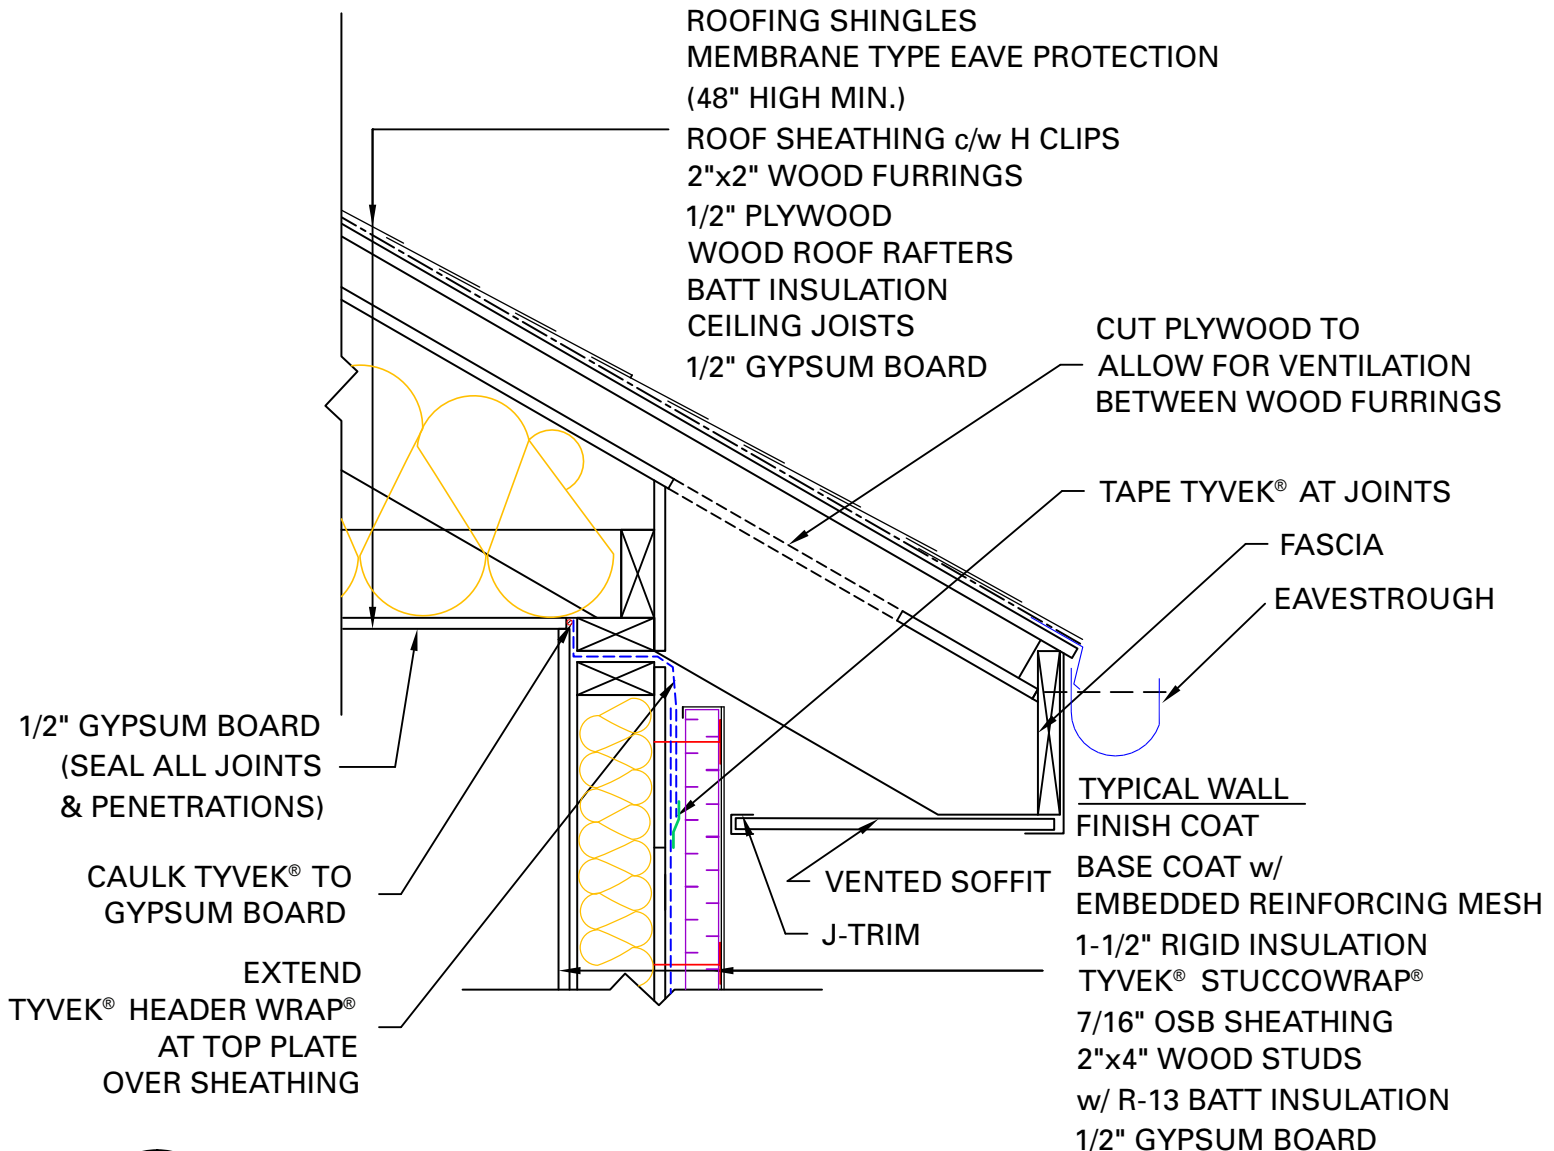 ROOFING SHINGLES
MEMBRANE TYPE EAVE PROTECTION
(48" HIGH MIN.)
ROOF SHEATHING c/w H CLIPS
2"x2" WOOD FURRINGS
1/2" PLYWOOD
WOOD ROOF RAFTERS
BATT INSULATION
CEILING JOISTS
1/2" GYPSUM BOARD
CUT PLYWOOD TO
ALLOW FOR VENTILATION
BETWEEN WOOD FURRINGS
TAPE TYVEK® AT JOINTS
FASCIA
EAVESTROUGH
1/2" GYPSUM BOARD
(SEAL ALL JOINTS
& PENETRATIONS)
CAULK TYVEK® TO
GYPSUM BOARD
EXTEND
TYVEK® HEADER WRAP®
AT TOP PLATE
OVER SHEATHING
VENTED SOFFIT
J-TRIM
TYPICAL WALL
FINISH COAT
BASE COAT w/
EMBEDDED REINFORCING MESH
1-1/2" RIGID INSULATION
TYVEK® STUCCOWRAP®
7/16" OSB SHEATHING
2"x4" WOOD STUDS
w/ R-13 BATT INSULATION
1/2" GYPSUM BOARD